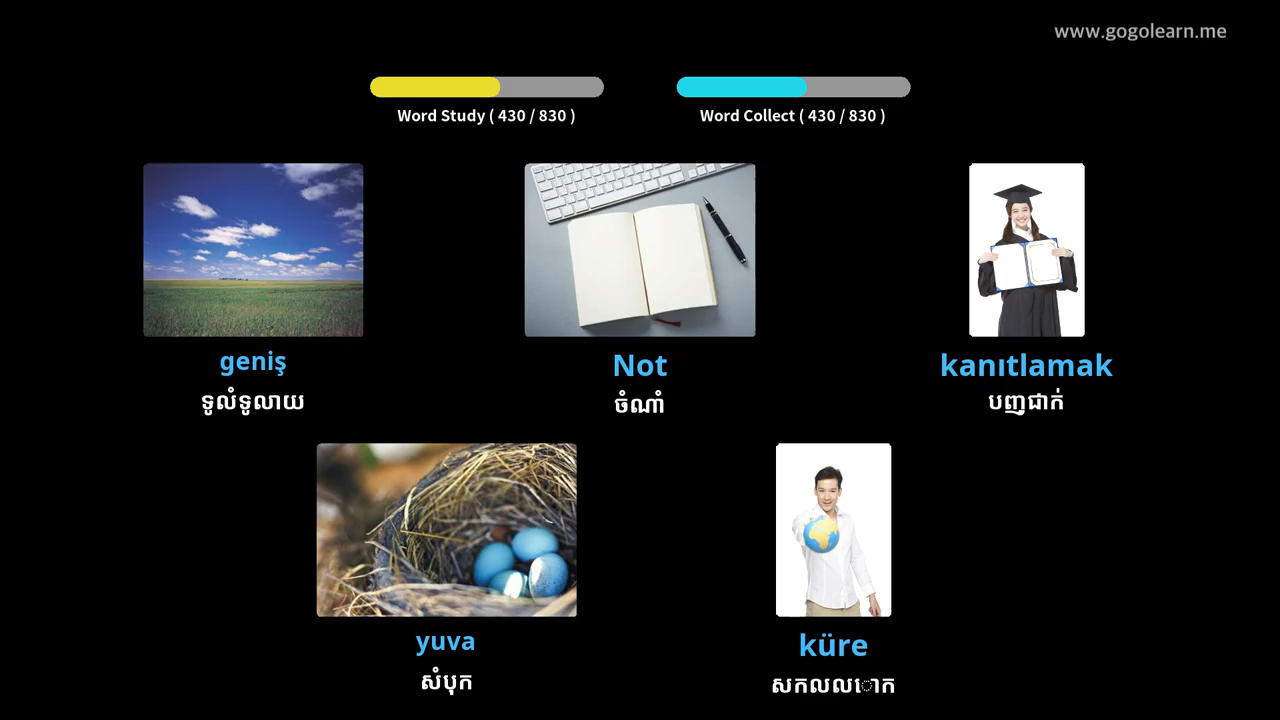 www.gogolearn.me
Word Study ( 430 / 830 )
Word Collect ( 430 / 830 )
geniş
ទូលំទូលាយ
Not
ចំណាំ
kanıtlamak
បញ្ជាក់
yuva
សំបុក
küre
សកលលោក